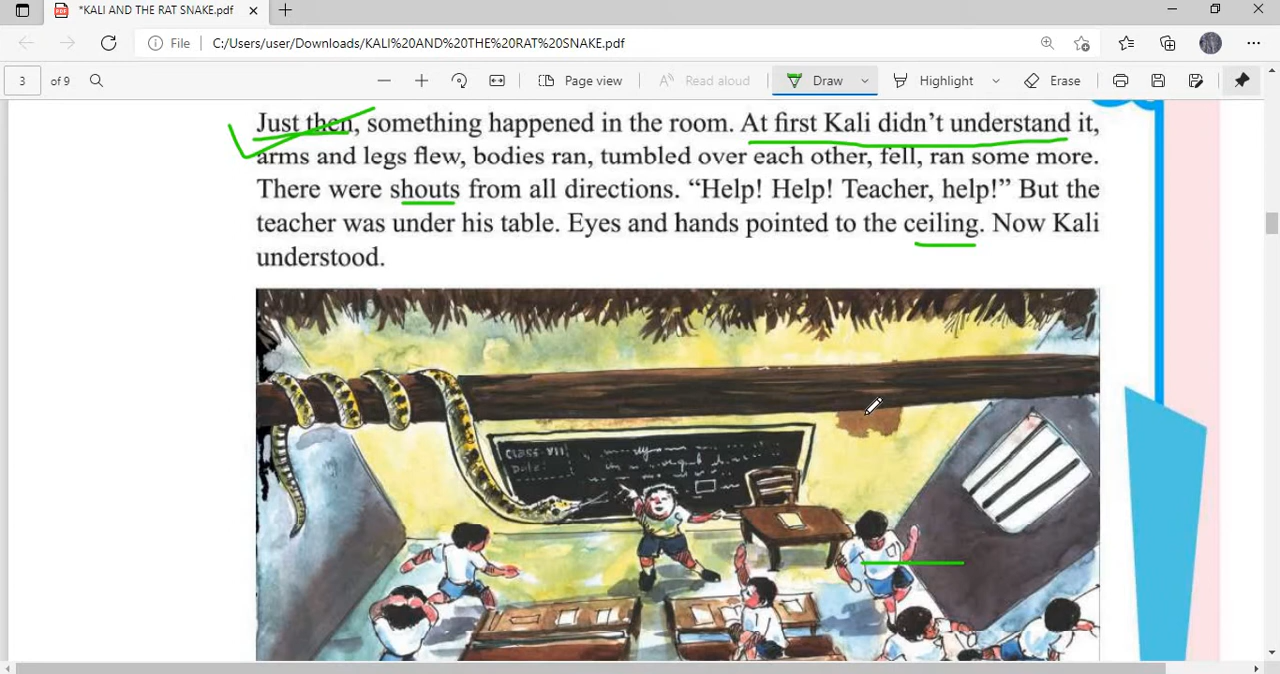 *KALI AND THE RAT SNAKE.pdf
File C:/Users/user/Downloads/KALI%20AND%20THE%20RAT%20SNAKE.pdf
3 of 9 Page view Read aloud Draw Highlight Erase
Just then, something happened in the room. At first Kali didn’t understand it,
arms and legs flew, bodies ran, tumbled over each other, fell, ran some more.
There were shouts from all directions. “Help! Help! Teacher, help!” But the
teacher was under his table. Eyes and hands pointed to the ceiling. Now Kali
understood.
CLASS-VII
Date: